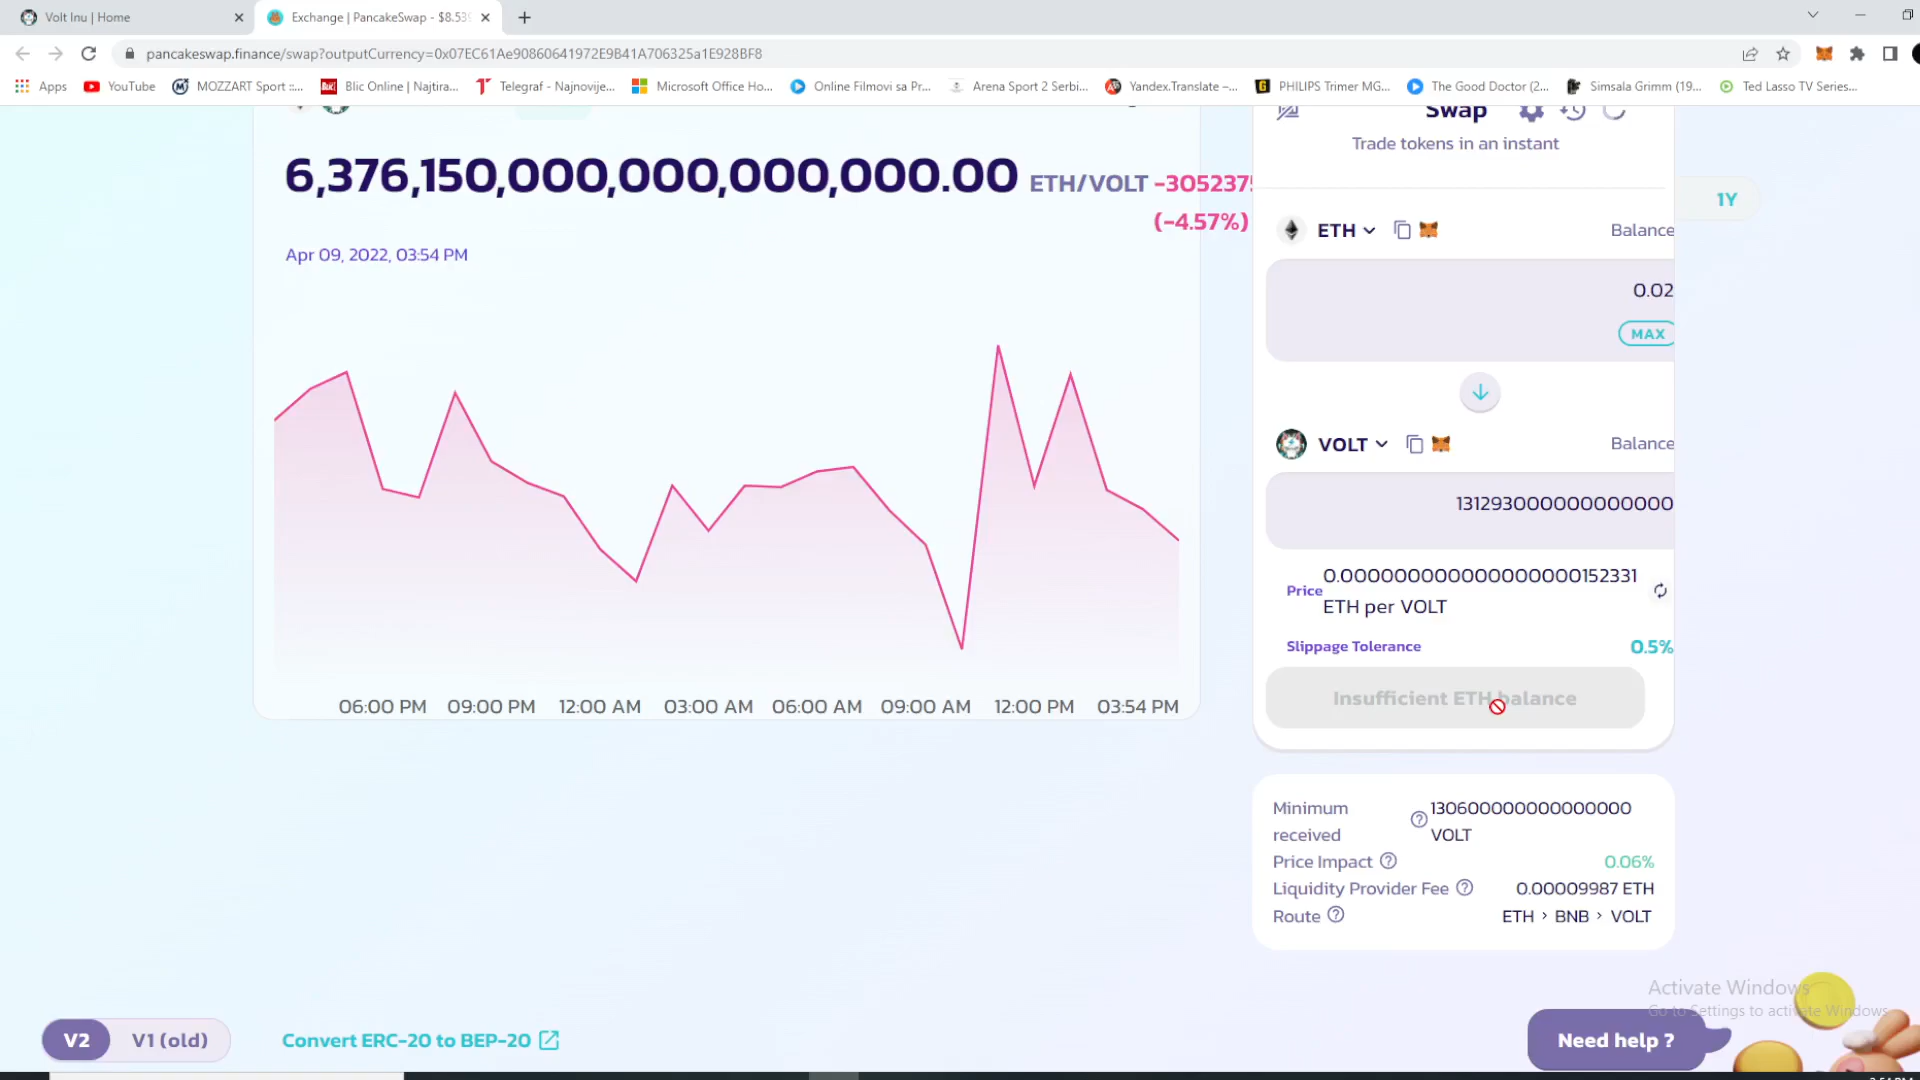 Volt Inu | Home
Exchange | PancakeSwap - $8.539
pancakeswap.finance/swap?outputCurrency=0x07EC61Ae90860641972E9B41A706325a1E928BF8
Apps YouTube MOZZART Sport ::... Blic Online | Najtira... Telegraf - Najnovije... Microsoft Office Ho... Online Filmovi sa Pr... Arena Sport 2 Serbi... Yandex.Translate –... PHILIPS Trimer MG... The Good Doctor (2... Simsala Grimm (19... Ted Lasso TV Series...
6,376,150,000,000,000,000,000.00 ETH/VOLT -3052375
(-4.57%)
Apr 09, 2022, 03:54 PM
06:00 PM 09:00 PM 12:00 AM 03:00 AM 06:00 AM 09:00 AM 12:00 PM 03:54 PM
Swap
Trade tokens in an instant
1Y
ETH Balance
0.02
MAX
VOLT Balance
1312930000000000000
Price
0.0000000000000000000152331
ETH per VOLT
Slippage Tolerance 0.5%
Insufficient ETH balance
Minimum
received
130600000000000000
VOLT
Price Impact 0.06%
Liquidity Provider Fee 0.00009987 ETH
Route ETH > BNB > VOLT
Activate Windows
Go to Settings to activate Windows
V2 V1 (old)
Convert ERC-20 to BEP-20
Need help ?